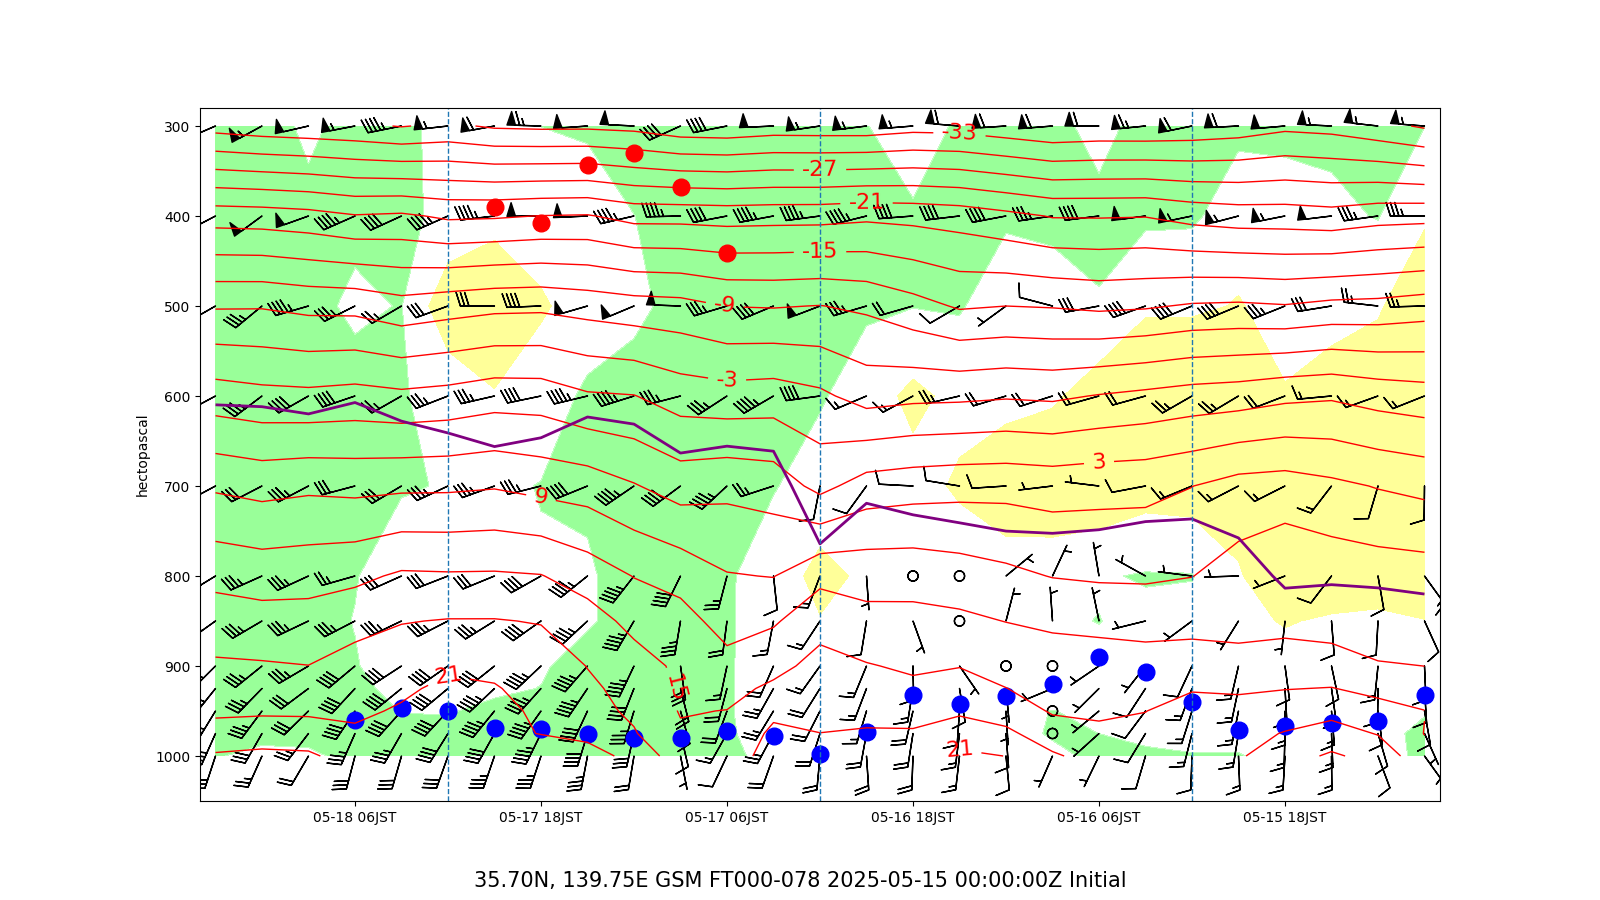 300
400
500
600
700
800
900
1000
hectopascal
-33
-27
-21
-15
-9
-3
3
9
15
21
21
05-18 06JST
05-17 18JST
05-17 06JST
05-16 18JST
05-16 06JST
05-15 18JST
35.70N, 139.75E GSM FT000-078 2025-05-15 00:00:00Z Initial